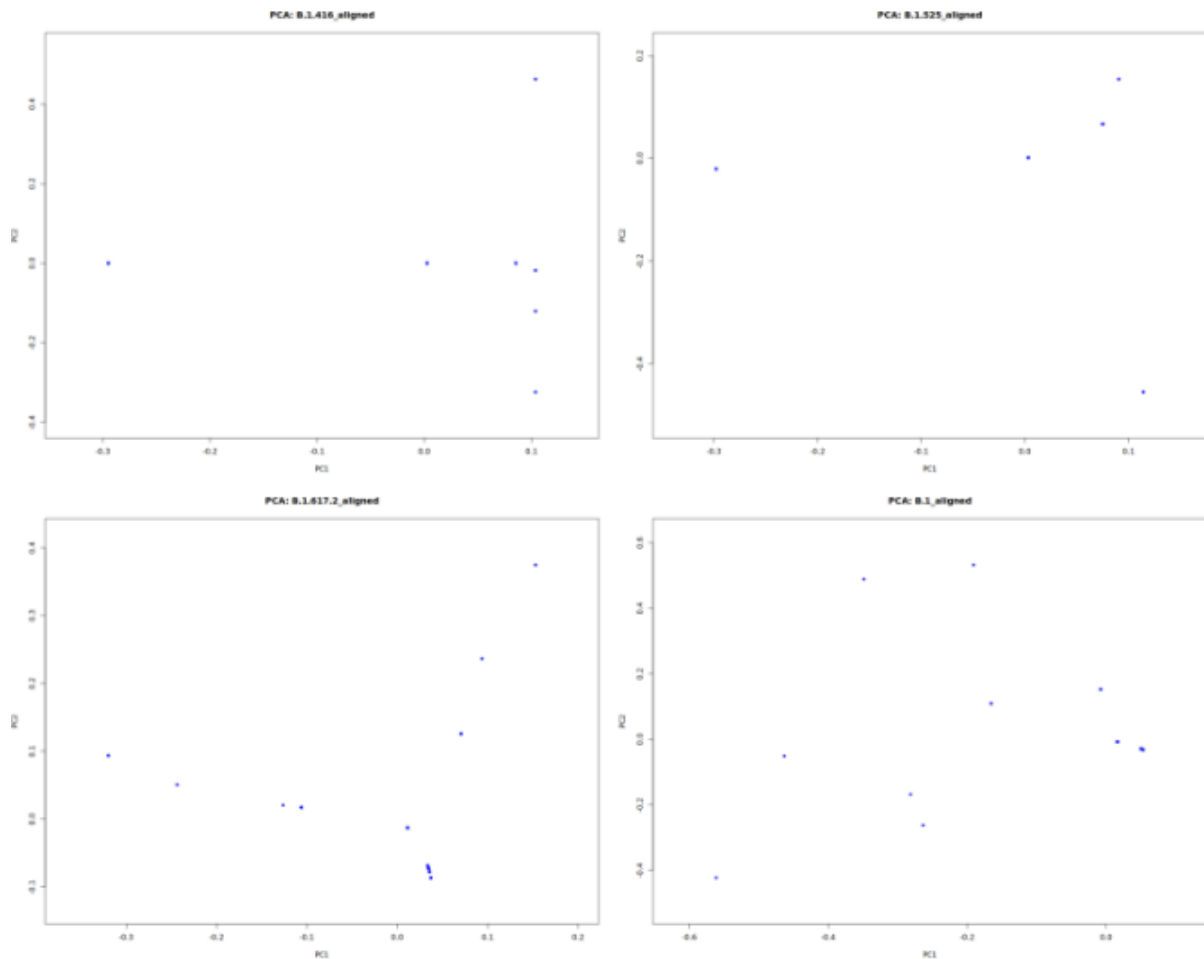 PCA: B.1.416_aligned
PC2
0.4
0.2
0.0
-0.2
-0.4
-0.3 -0.2 -0.1 0.0 0.1
PC1
PCA: B.1.525_aligned
PC2
0.2
0.0
-0.2
-0.4
-0.3 -0.2 -0.1 0.0 0.1
PC1
PCA: B.1.617.2_aligned
PC2
0.4
0.3
0.2
0.1
0.0
-0.1
-0.3 -0.2 -0.1 0.0 0.1 0.2
PC1
PCA: B.1_aligned
PC2
0.6
0.4
0.2
0.0
-0.2
-0.4
-0.6 -0.4 -0.2 0.0
PC1